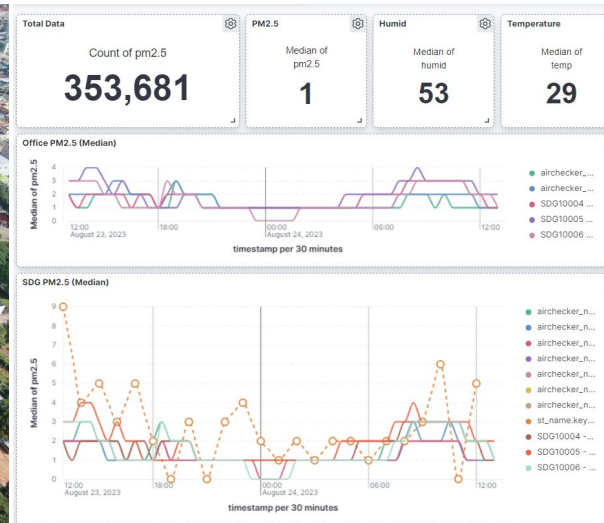 Total Data
Count of pm2.5
353,681
PM2.5
Median of
pm2.5
1
Humid
Median of
humid
53
Temperature
Median of
temp
29
Office PM2.5 (Median)
Median of pm2.5
4
3
2
1
0
12:00
August 23, 2023
18:00
00:00
August 24, 2023
06:00
12:00
timestamp per 30 minutes
airchecker_...
airchecker_...
SDG10004 ...
SDG10005 ...
SDG10006 ...
SDG PM2.5 (Median)
Median of pm2.5
9
8
7
6
5
4
3
2
1
0
12:00
August 23, 2023
18:00
00:00
August 24, 2023
06:00
12:00
timestamp per 30 minutes
airchecker_n...
airchecker_n...
airchecker_n...
airchecker_n...
airchecker_n...
airchecker_n...
airchecker_n...
st_name.key...
SDG10004 -...
SDG10005 - ...
SDG10006 - ...